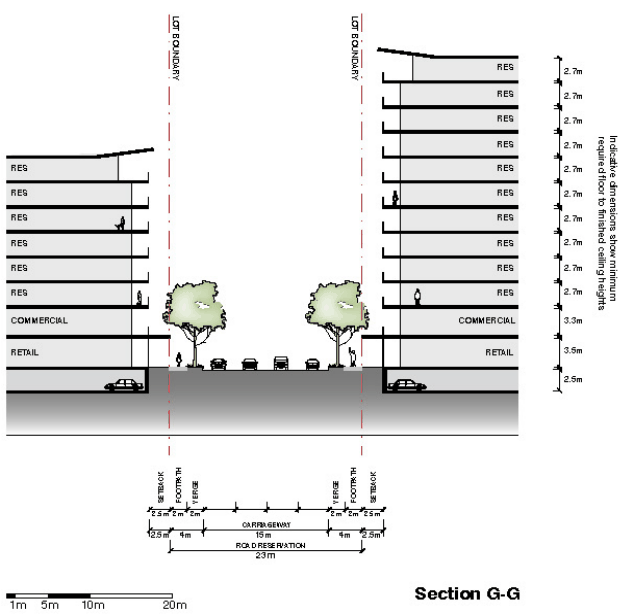 LOT BOUNDARY
LOT BOUNDARY
RES
2.7m
RES
2.7m
RES
2.7m
RES
2.7m
RES
RES
2.7m
RES
RES
2.7m
RES
RES
2.7m
RES
RES
2.7m
RES
RES
2.7m
RES
RES
2.7m
COMMERCIAL
COMMERCIAL
3.3m
RETAIL
RETAIL
2.5m
Indicative dimensions show minimum
required floor to finished ceiling heights
SETBACK
FOOTPATH
VERGE
VERGE
FOOTPATH
SETBACK
2.5m 2m 2m 2m 2m 2.5m
CARRIAGEWAY
2.5m 4m 15m 4m 2.5m
ROAD RESERVATION
23m
1m 5m 10m 20m
Section G-G